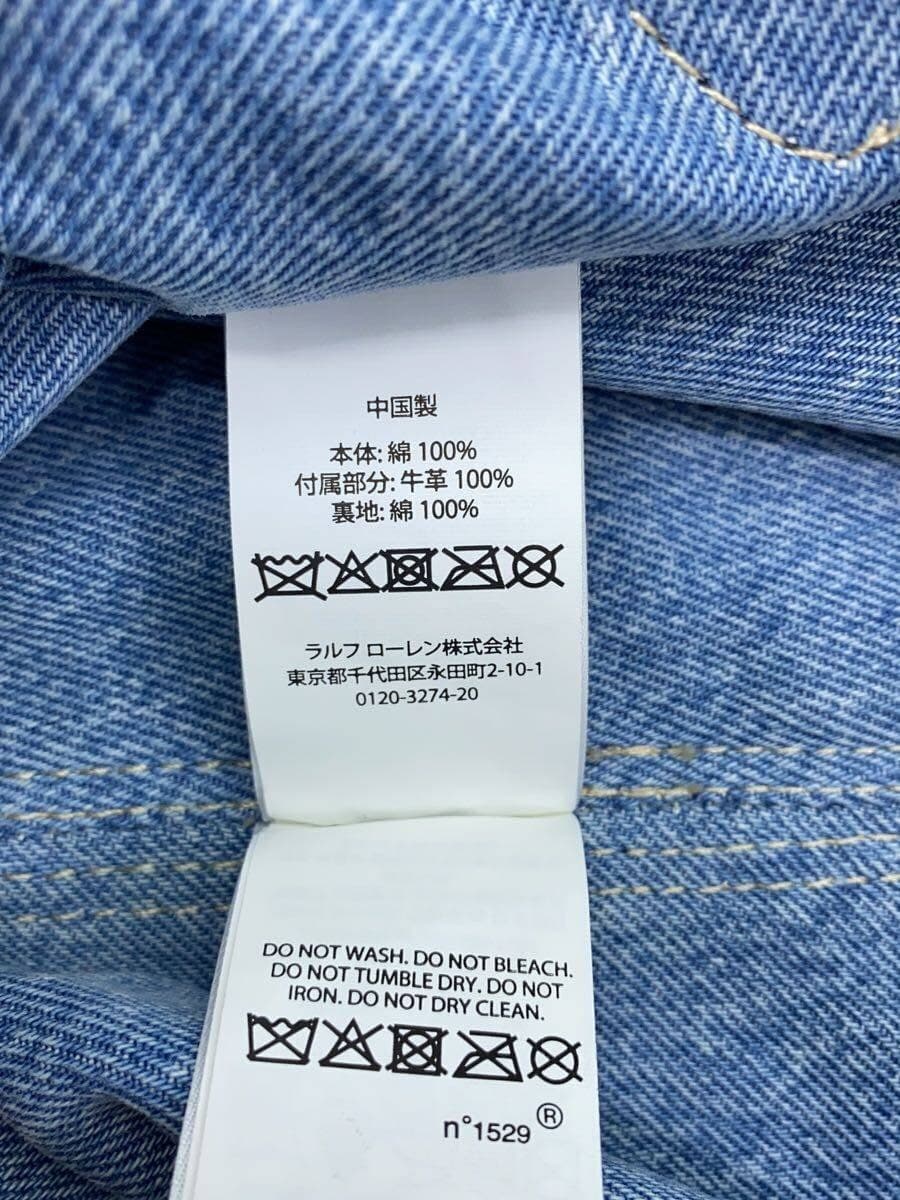 中国製
本体: 綿 100%
付属部分: 牛革 100%
裏地: 綿 100%
ラルフ ローレン株式会社
東京都千代田区永田町2-10-1
0120-3274-20
DO NOT WASH. DO NOT BLEACH.
DO NOT TUMBLE DRY. DO NOT
IRON. DO NOT DRY CLEAN.
n°1529 ®